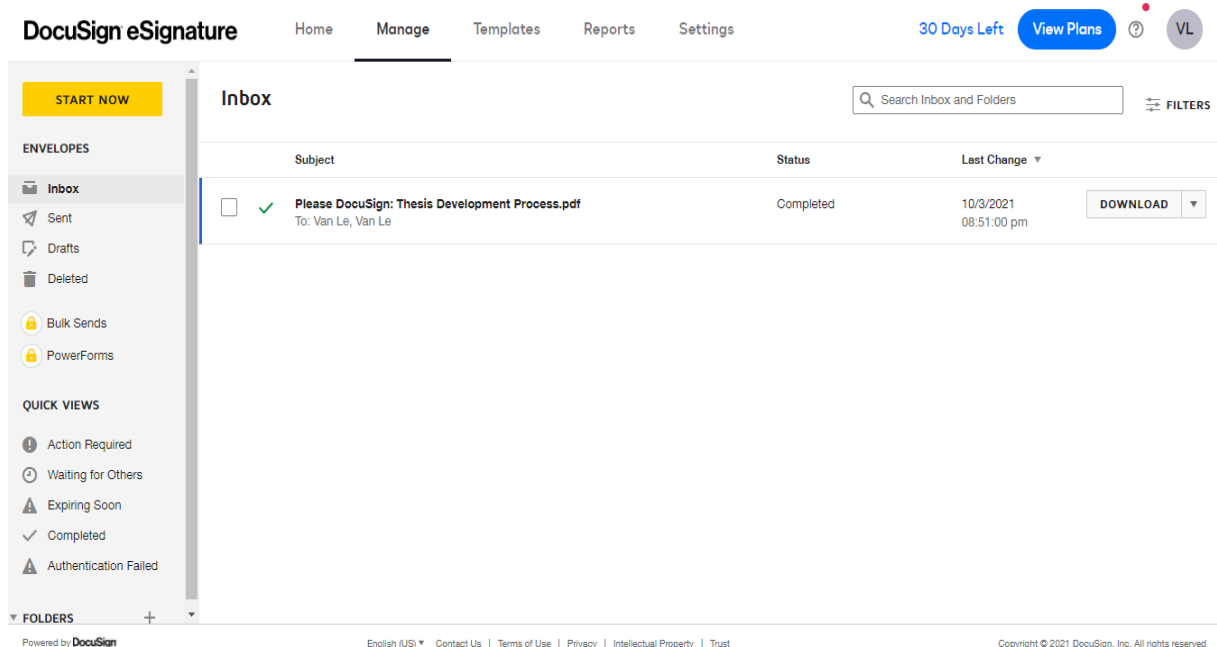 DocuSign eSignature
Home Manage Templates Reports Settings
30 Days Left View Plans ? VL
START NOW
ENVELOPES
Inbox
Sent
Drafts
Deleted
Bulk Sends
PowerForms
QUICK VIEWS
Action Required
Waiting for Others
Expiring Soon
Completed
Authentication Failed
FOLDERS
Inbox
Search Inbox and Folders
FILTERS
Subject Status Last Change
Please DocuSign: Thesis Development Process.pdf Completed 10/3/2021 DOWNLOAD
To: Van Le, Van Le 08:51:00 pm
Powered by DocuSign English (US) Contact Us | Terms of Use | Privacy | Intellectual Property | Trust Copyright © 2021 DocuSign, Inc. All rights reserved